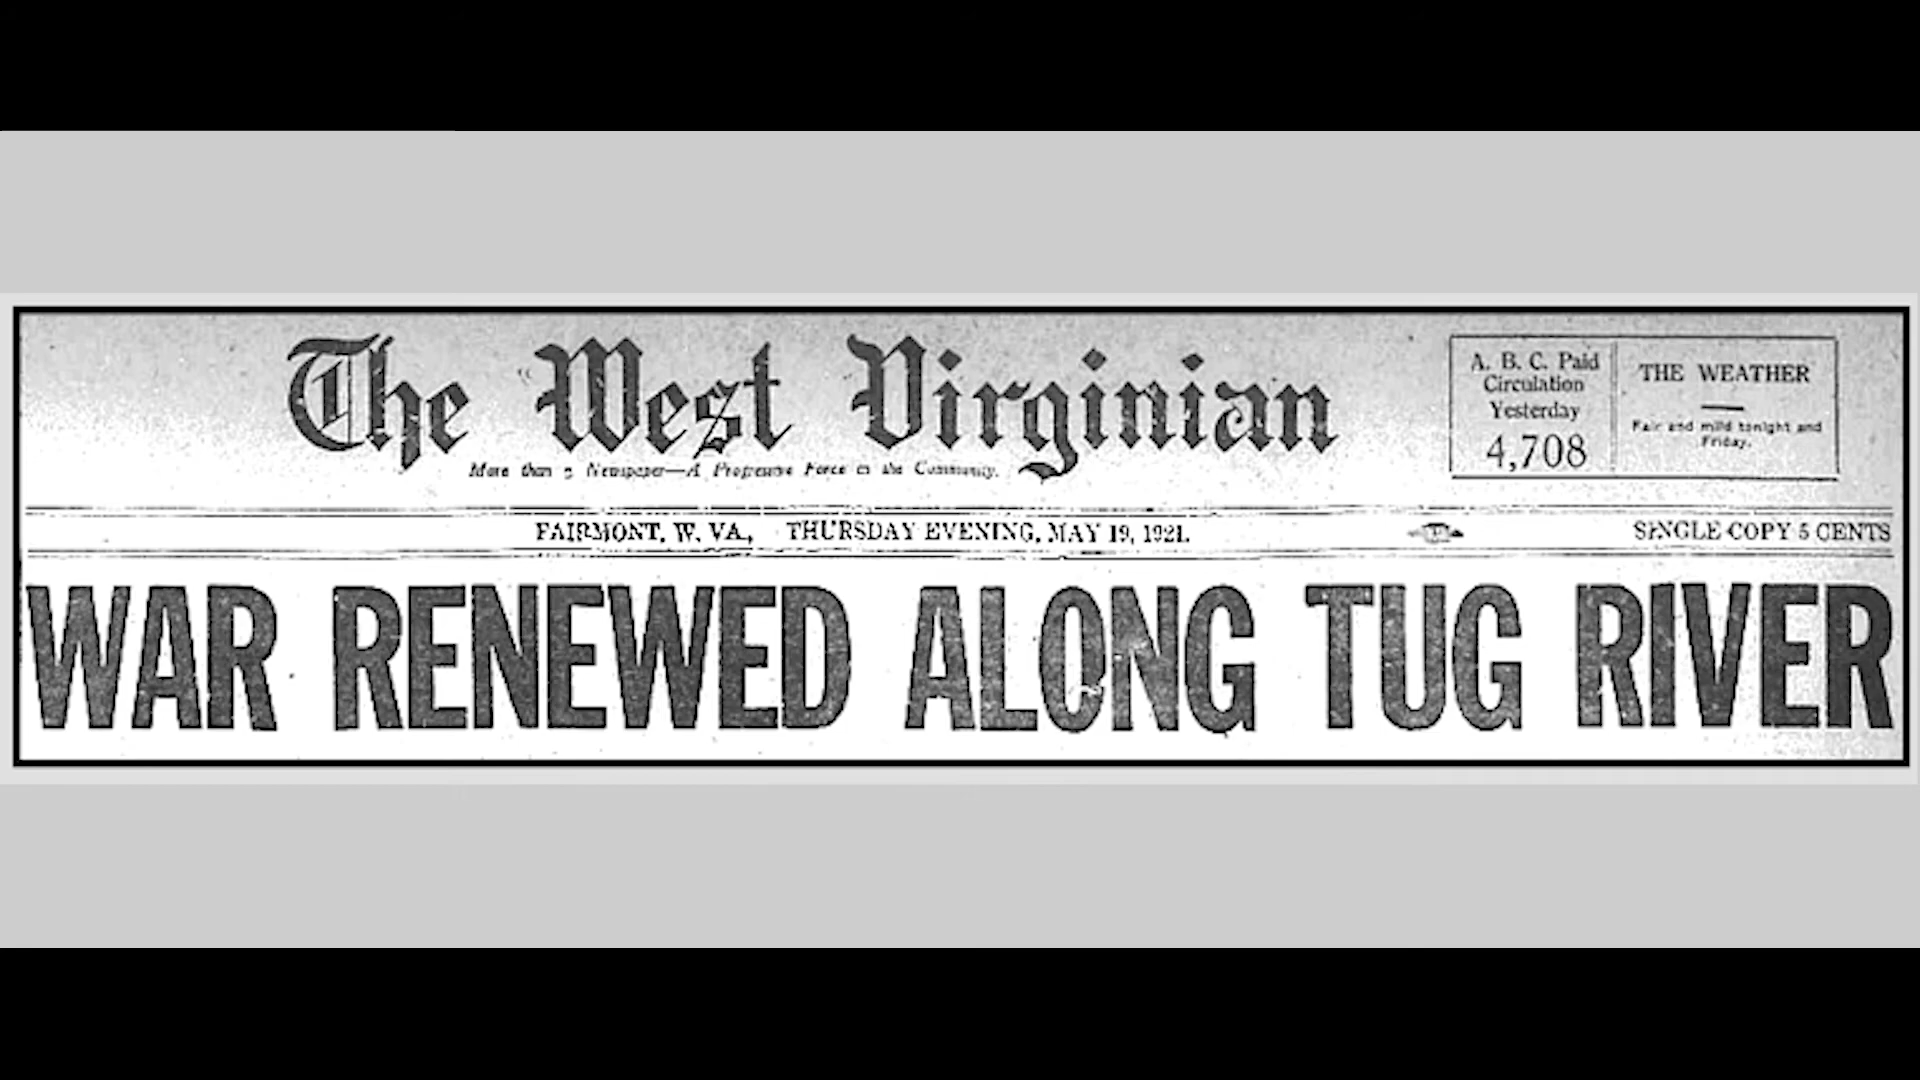 The West Virginian
More than a Newspaper—A Progressive Force in the Community.
A. B. C. Paid
Circulation
Yesterday
4,708
THE WEATHER
Fair and mild tonight and
Friday.
FAIRMONT, W. VA., THURSDAY EVENING, MAY 19, 1921.
SINGLE COPY 5 CENTS
WAR RENEWED ALONG TUG RIVER